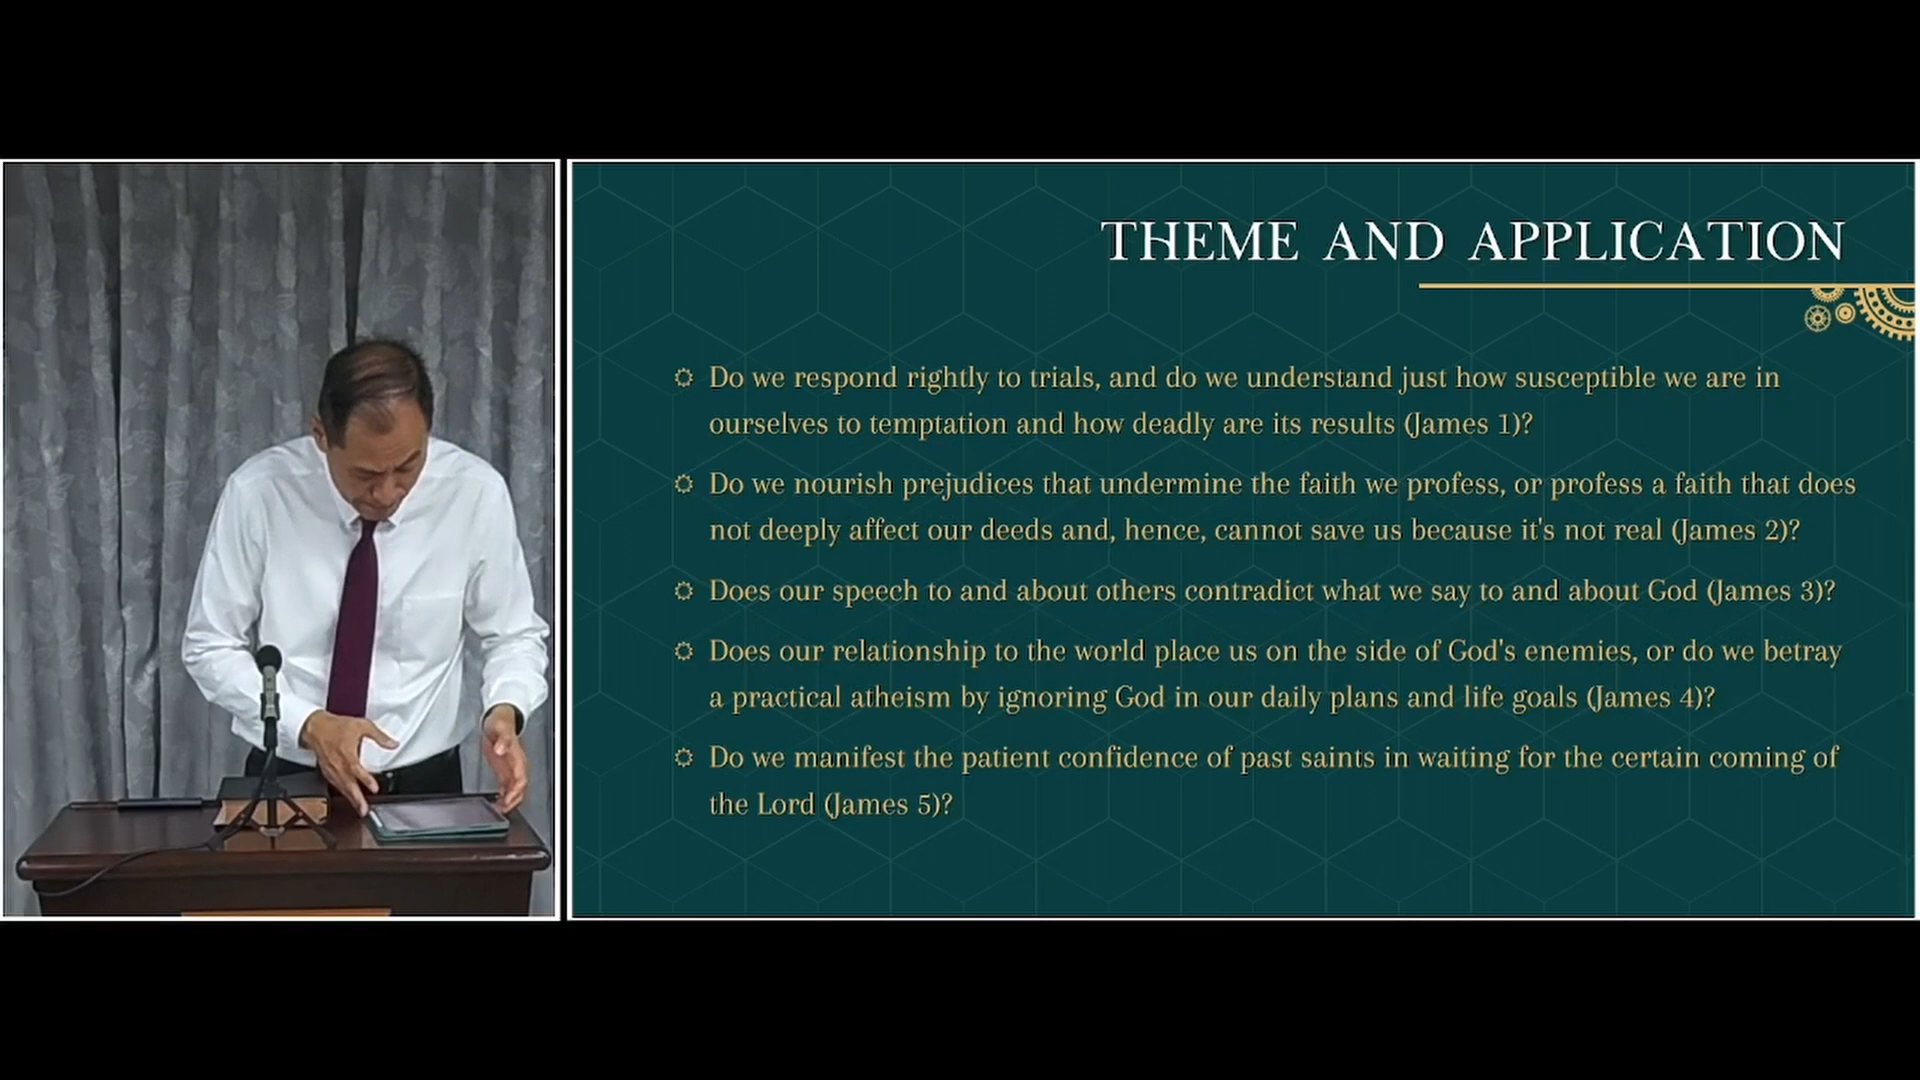 THEME AND APPLICATION
Do we respond rightly to trials, and do we understand just how susceptible we are in
ourselves to temptation and how deadly are its results (James 1)?
Do we nourish prejudices that undermine the faith we profess, or profess a faith that does
not deeply affect our deeds and, hence, cannot save us because it's not real (James 2)?
Does our speech to and about others contradict what we say to and about God (James 3)?
Does our relationship to the world place us on the side of God's enemies, or do we betray
a practical atheism by ignoring God in our daily plans and life goals (James 4)?
Do we manifest the patient confidence of past saints in waiting for the certain coming of
the Lord (James 5)?